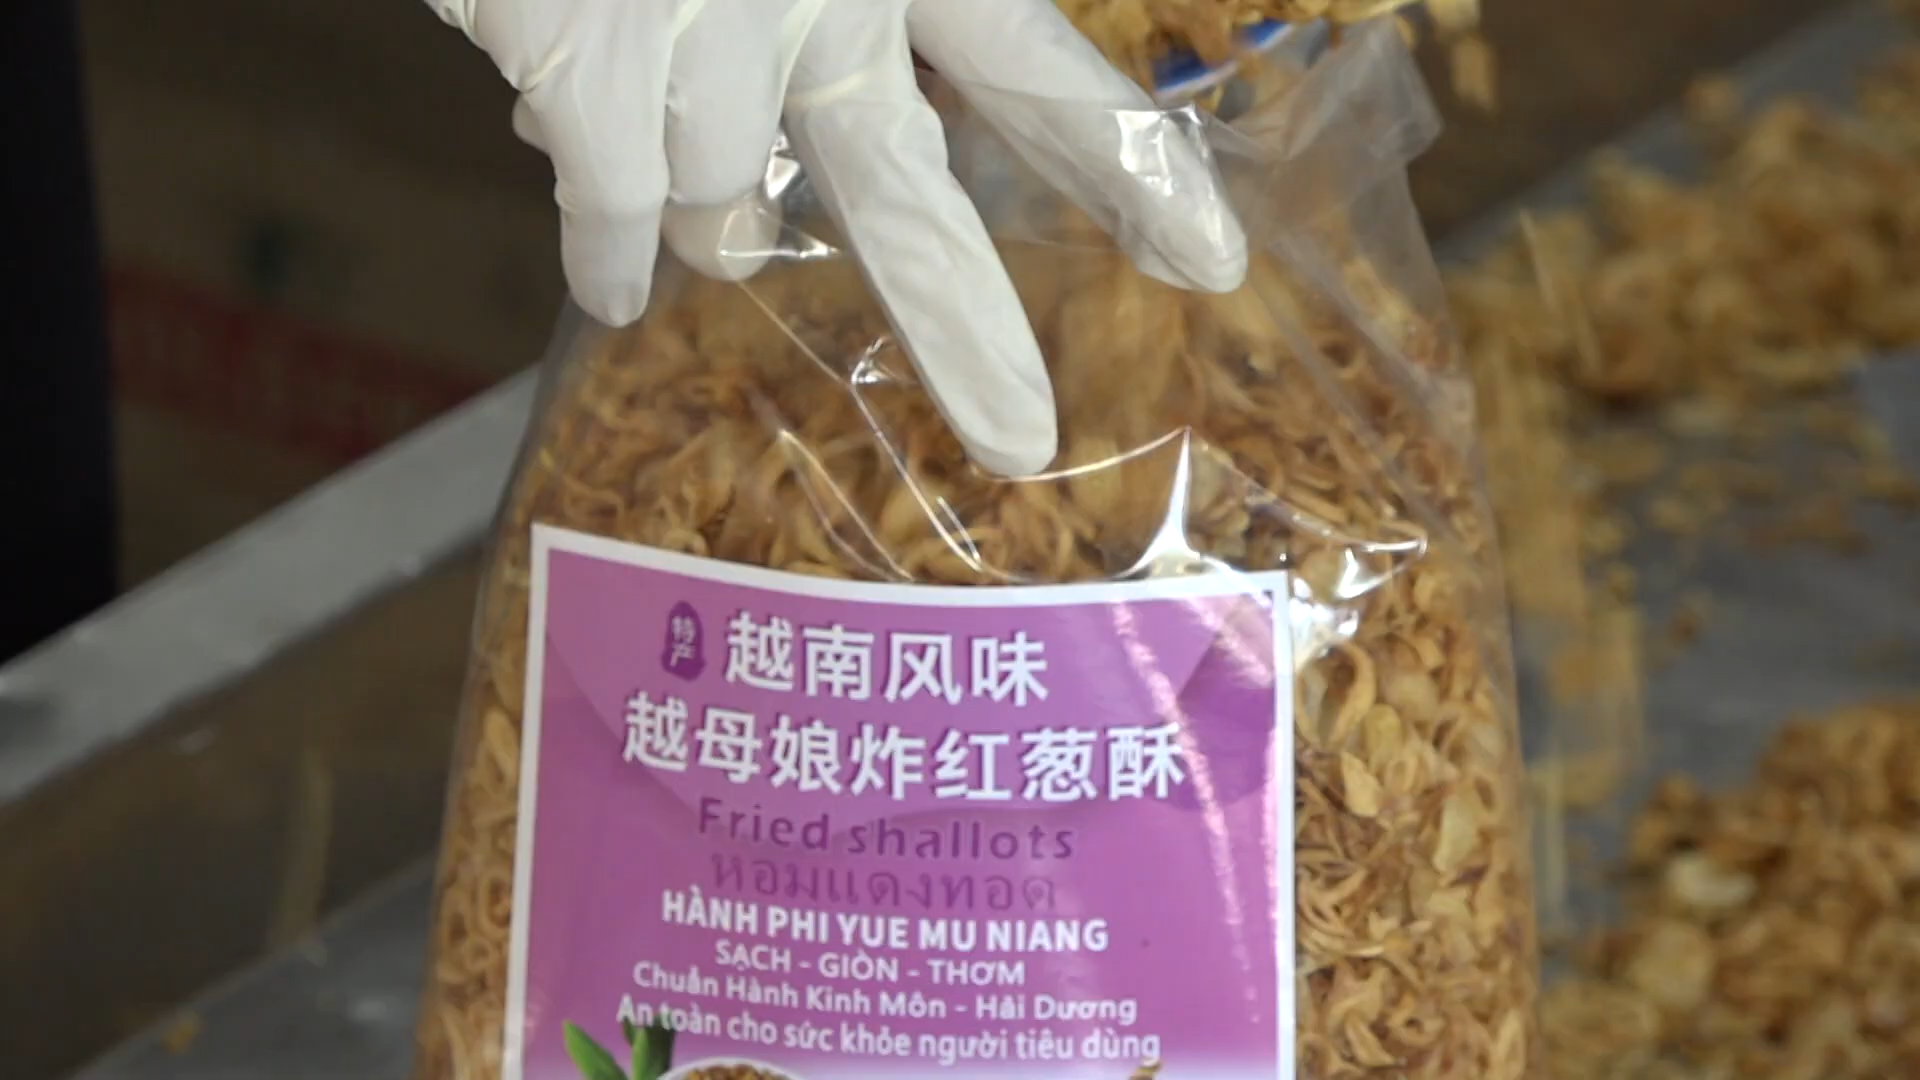 特产
越南风味
越母娘炸红葱酥
Fried shallots
หอมแดงทอด
HÀNH PHI YUE MU NIANG
SẠCH - GIÒN - THƠM
Chuẩn Hành Kinh Môn - Hải Dương
An toàn cho sức khỏe người tiêu dùng